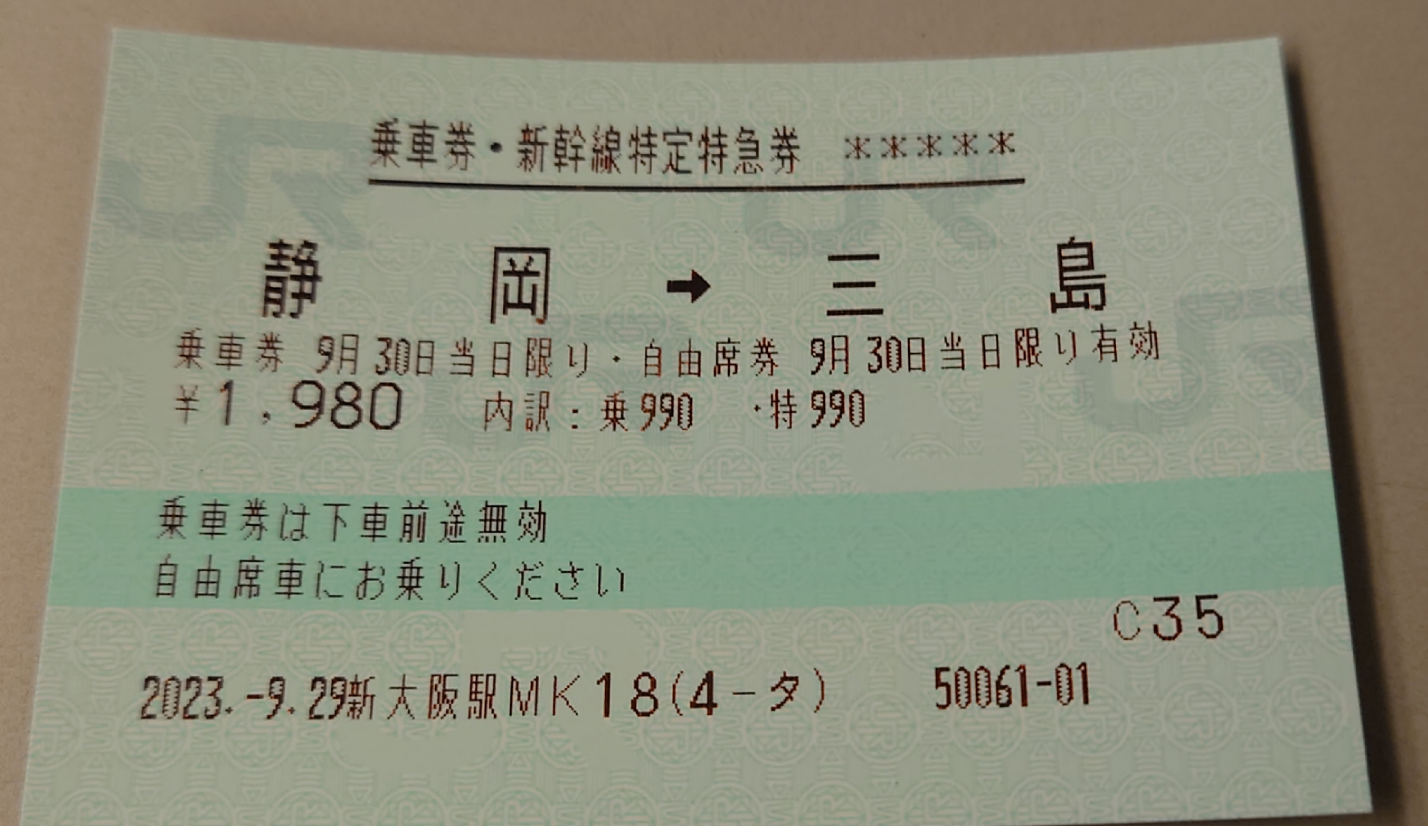 乗車券・新幹線特定特急券 *****
静岡➡三島
乗車券 9月30日当日限り・自由席券 9月30日当日限り有効
¥1,980 内訳:乗990 ・特990
乗車券は下車前途無効
自由席車にお乗りください
C35
2023.-9.29新大阪駅MK18(4-タ) 50061-01